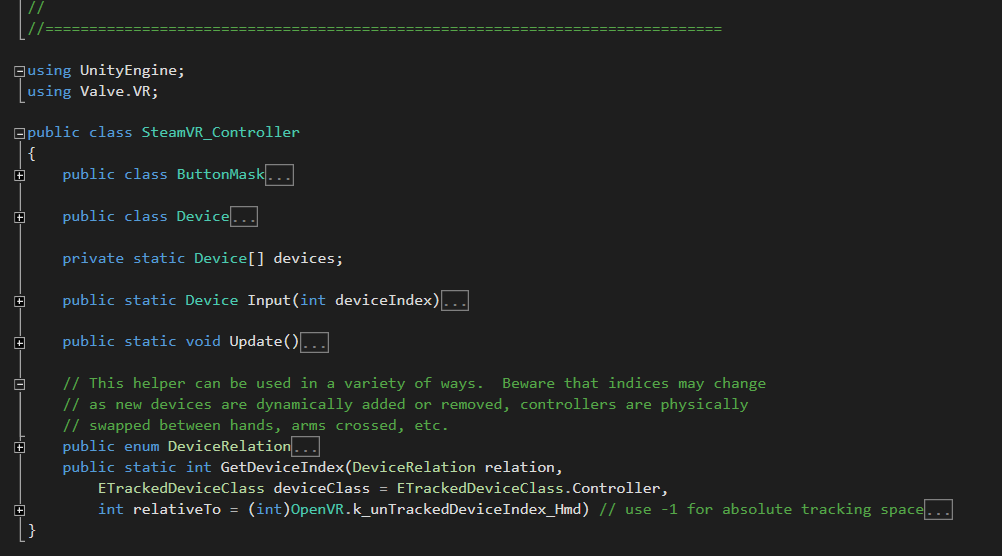 //
//=============================================================================
using UnityEngine;
using Valve.VR;
public class SteamVR_Controller
{
public class ButtonMask...
public class Device...
private static Device[] devices;
public static Device Input(int deviceIndex)...
public static void Update()...
// This helper can be used in a variety of ways.  Beware that indices may change
// as new devices are dynamically added or removed, controllers are physically
// swapped between hands, arms crossed, etc.
public enum DeviceRelation...
public static int GetDeviceIndex(DeviceRelation relation,
ETrackedDeviceClass deviceClass = ETrackedDeviceClass.Controller,
int relativeTo = (int)OpenVR.k_unTrackedDeviceIndex_Hmd) // use -1 for absolute tracking space...
}